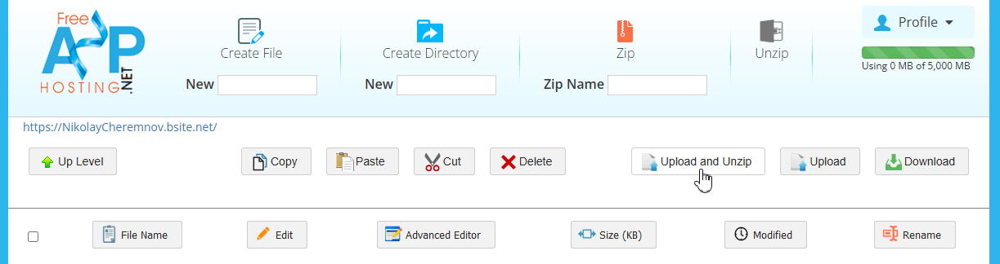 Free
ASP
HOSTING
.NET
Create File
New
Create Directory
New
Zip
Zip Name
Unzip
Profile
Using 0 MB of 5,000 MB
https://NikolayCheremnov.bsite.net/
Up Level
Copy
Paste
Cut
Delete
Upload and Unzip
Upload
Download
File Name
Edit
Advanced Editor
Size (KB)
Modified
Rename